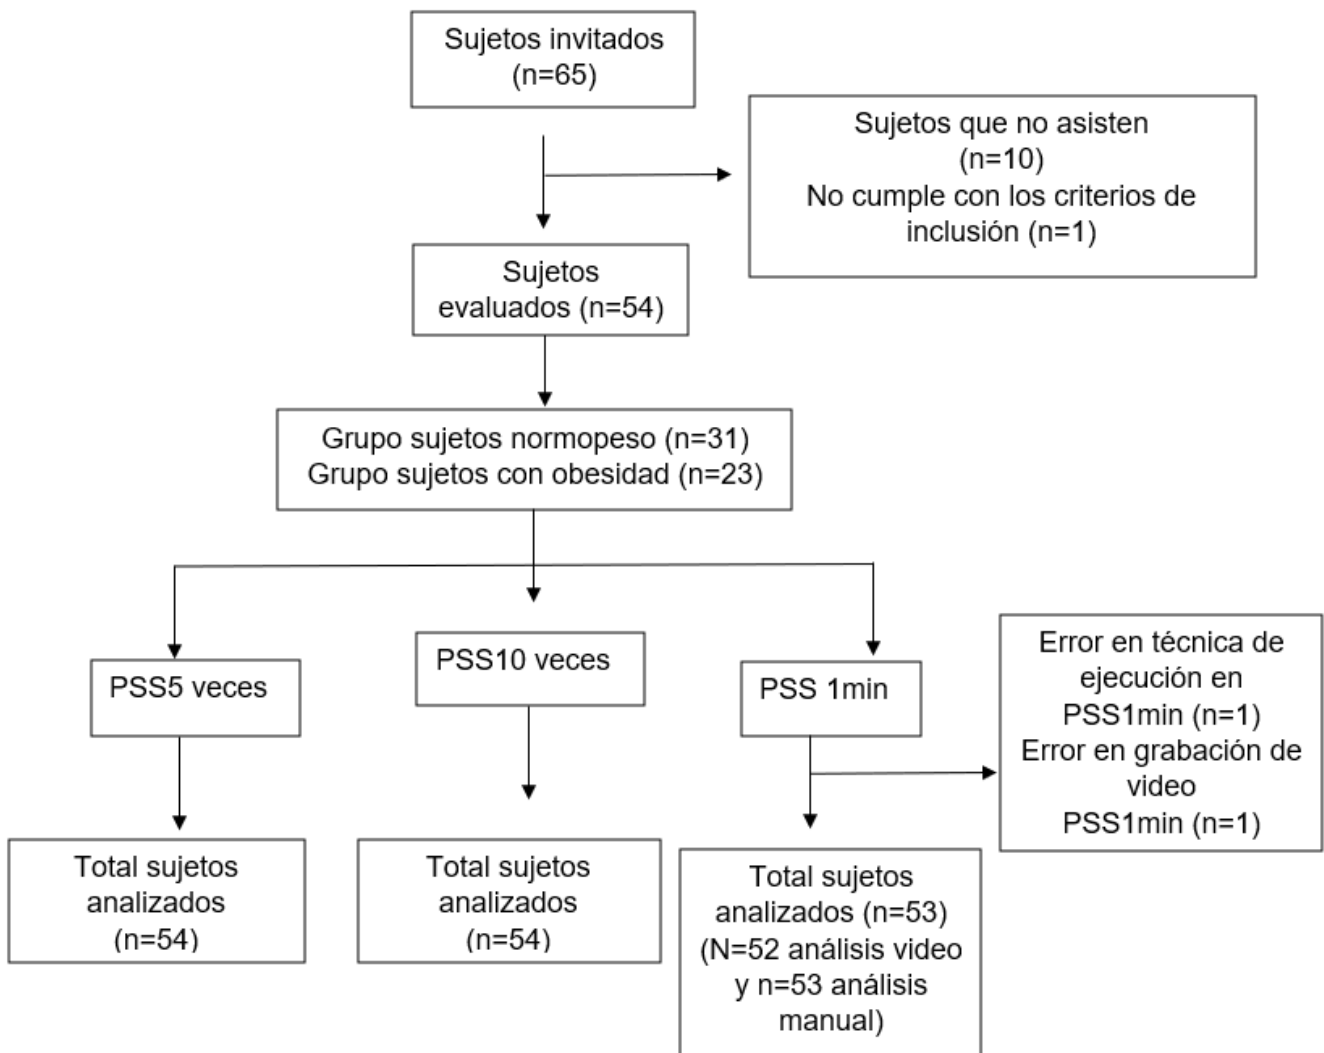 Sujetos invitados
(n=65)
Sujetos que no asisten
(n=10)
No cumple con los criterios de
inclusión (n=1)
Sujetos
evaluados (n=54)
Grupo sujetos normopeso (n=31)
Grupo sujetos con obesidad (n=23)
PSS5 veces
PSS10 veces
PSS 1min
Error en técnica de
ejecución en
PSS1min (n=1)
Error en grabación de
video
PSS1min (n=1)
Total sujetos
analizados
(n=54)
Total sujetos
analizados
(n=54)
Total sujetos
analizados (n=53)
(N=52 análisis video
y n=53 análisis
manual)